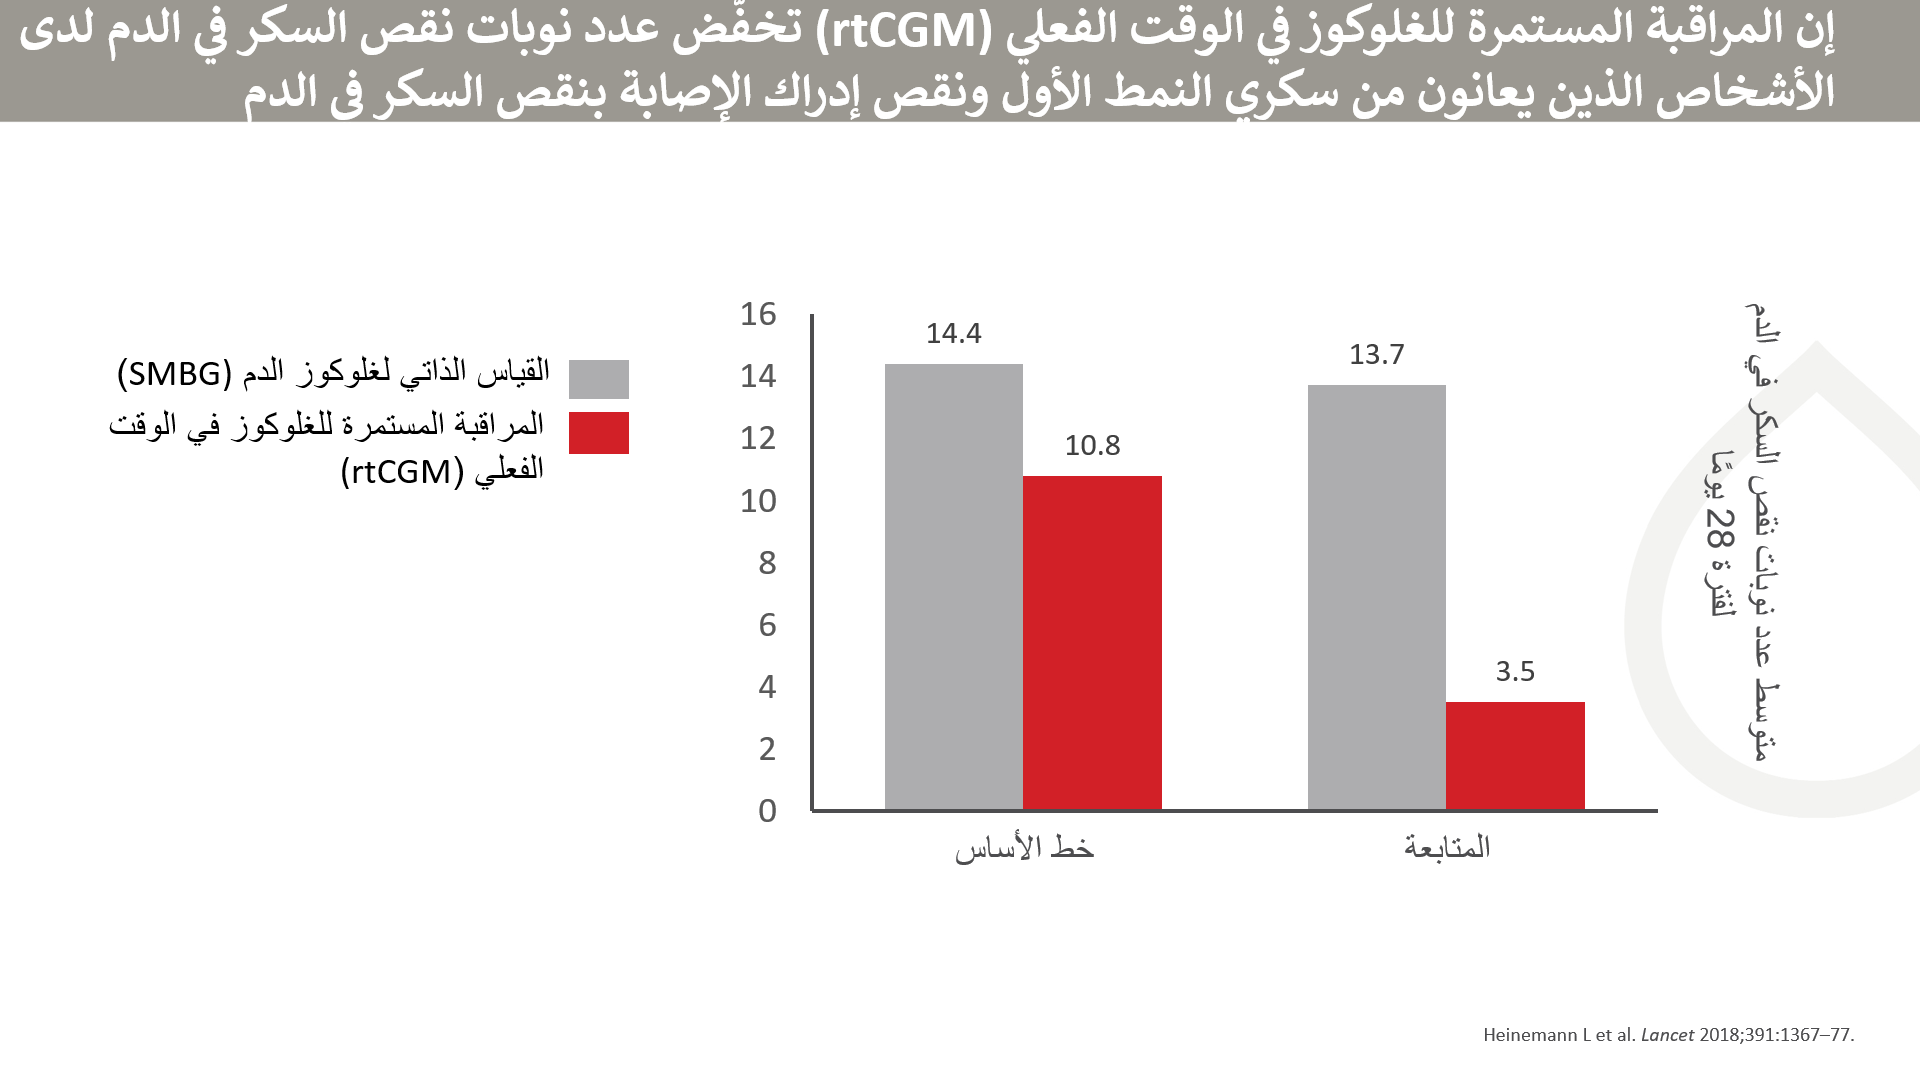 إن المراقبة المستمرة للغلوكوز في الوقت الفعلي (rtCGM) تخفّض عدد نوبات نقص السكر في الدم لدى
الأشخاص الذين يعانون من سكري النمط الأول ونقص إدراك الإصابة بنقص السكر في الدم
متوسط عدد نوبات نقص السكر في الدم
لفترة 28 يومًا
16
14
12
10
8
6
4
2
0
14.4
10.8
13.7
3.5
خط الأساس
المتابعة
القياس الذاتي لغلوكوز الدم (SMBG)
المراقبة المستمرة للغلوكوز في الوقت
الفعلي (rtCGM)
Heinemann L et al. Lancet 2018;391:1367–77.